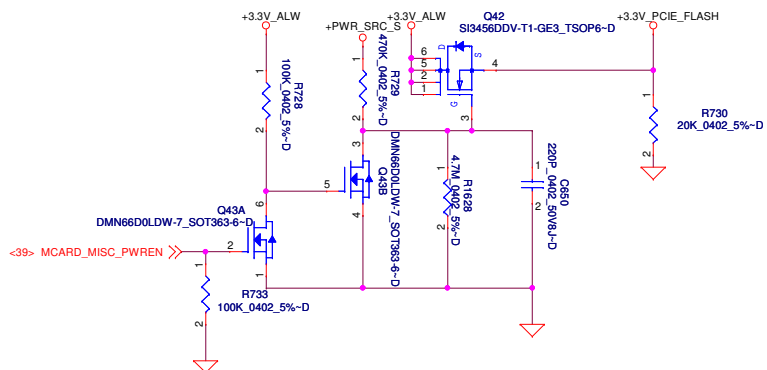 +3.3V_ALW
+PWR_SRC_S
+3.3V_ALW
Q42
SI3456DDV-T1-GE3_TSOP6~D
+3.3V_PCIE_FLASH
1
R728
100K_0402_5%~D
2
1
R729
470K_0402_5%~D
2
6
5
2
1
D
S
G
4
3
1
R730
20K_0402_5%~D
2
3
5
Q43B
DMN66D0LDW-7_SOT363-6~D
4
1
R1628
4.7M_0402_5%~D
2
1
C650
220P_0402_50V8J~D
2
Q43A
DMN66D0LDW-7_SOT363-6~D
6
2
1
<39> MCARD_MISC_PWREN
1
R733
100K_0402_5%~D
2